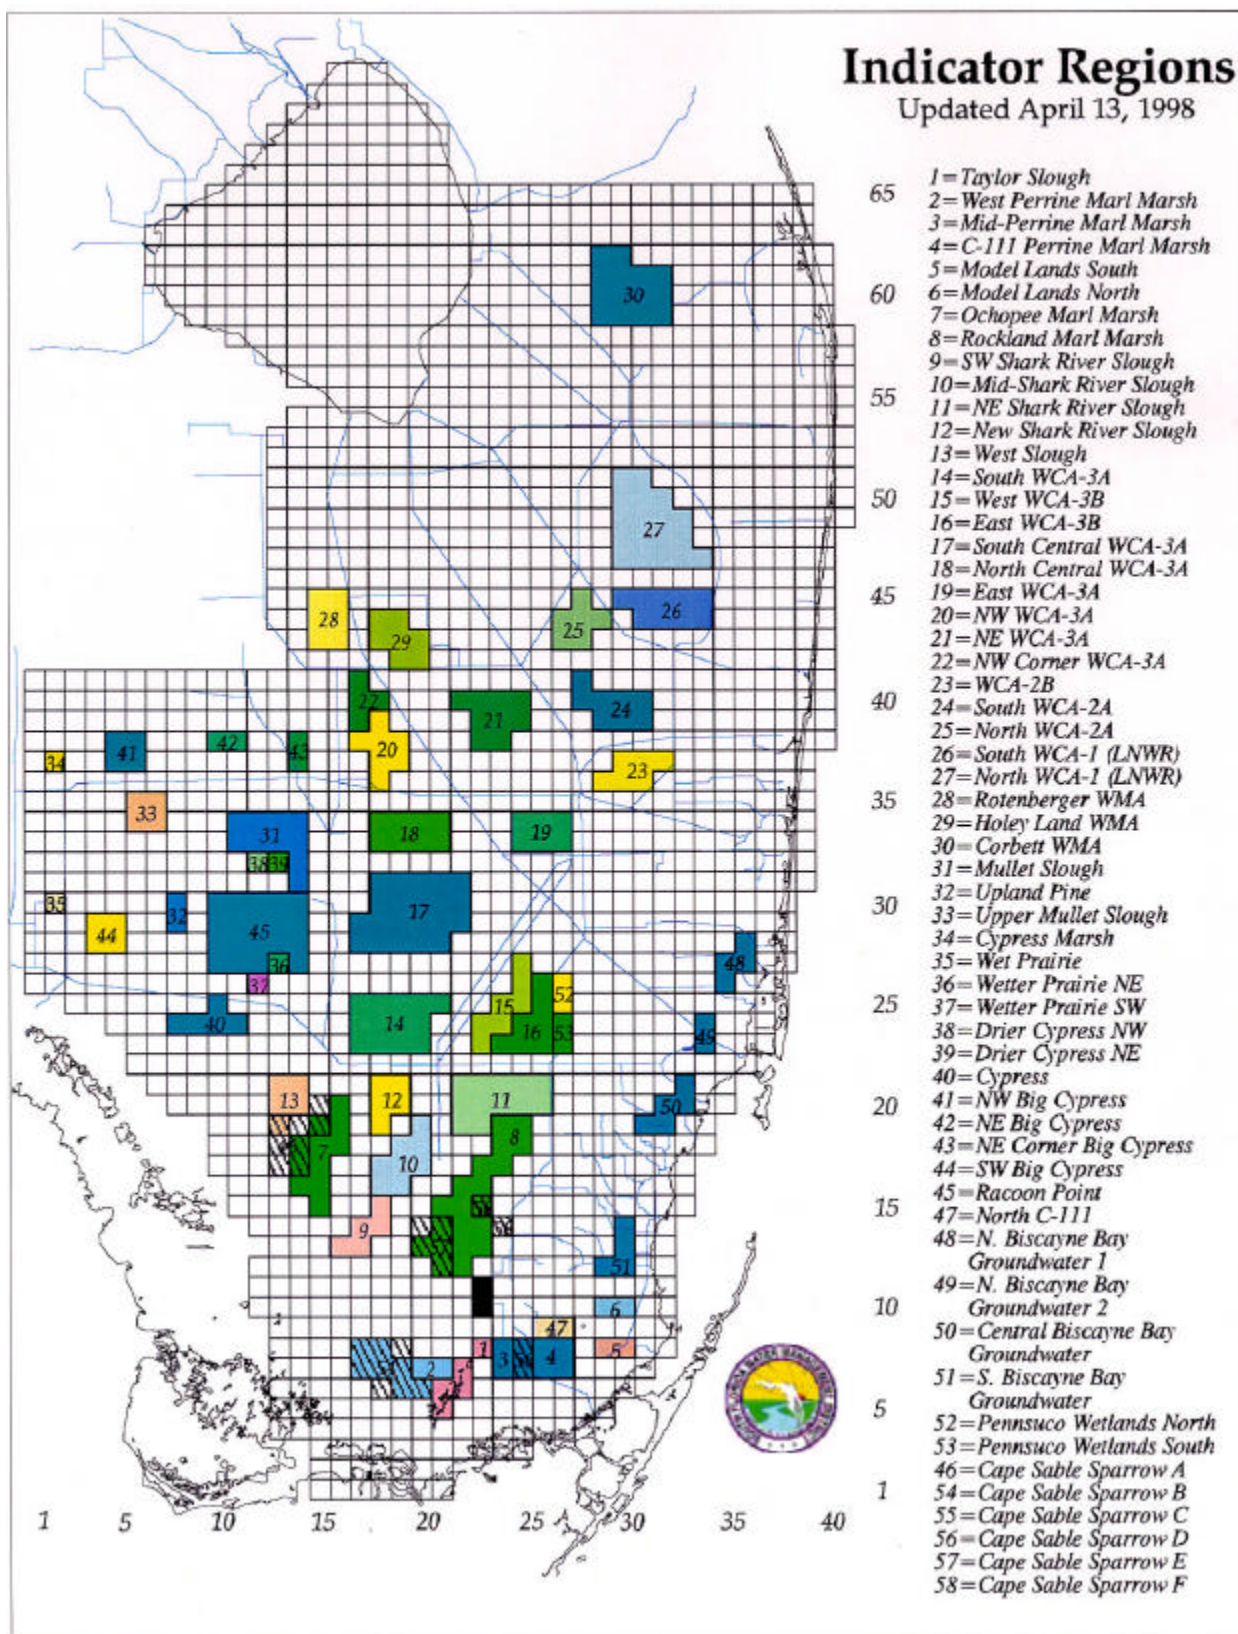 Indicator Regions
Updated April 13, 1998
1=Taylor Slough
2=West Perrine Marl Marsh
3=Mid-Perrine Marl Marsh
4=C-111 Perrine Marl Marsh
5=Model Lands South
6=Model Lands North
7=Ochopee Marl Marsh
8=Rockland Marl Marsh
9=SW Shark River Slough
10=Mid-Shark River Slough
11=NE Shark River Slough
12=New Shark River Slough
13=West Slough
14=South WCA-3A
15=West WCA-3B
16=East WCA-3B
17=South Central WCA-3A
18=North Central WCA-3A
19=East WCA-3A
20=NW WCA-3A
21=NE WCA-3A
22=NW Corner WCA-3A
23=WCA-2B
24=South WCA-2A
25=North WCA-2A
26=South WCA-1 (LNWR)
27=North WCA-1 (LNWR)
28=Rotenberger WMA
29=Holey Land WMA
30=Corbett WMA
31=Mullet Slough
32=Upland Pine
33=Upper Mullet Slough
34=Cypress Marsh
35=Wet Prairie
36=Wetter Prairie NE
37=Wetter Prairie SW
38=Drier Cypress NW
39=Drier Cypress NE
40=Cypress
41=NW Big Cypress
42=NE Big Cypress
43=NE Corner Big Cypress
44=SW Big Cypress
45=Racoon Point
47=North C-111
48=N. Biscayne Bay
Groundwater 1
49=N. Biscayne Bay
Groundwater 2
50=Central Biscayne Bay
Groundwater
51=S. Biscayne Bay
Groundwater
52=Pennsuco Wetlands North
53=Pennsuco Wetlands South
46=Cape Sable Sparrow A
54=Cape Sable Sparrow B
55=Cape Sable Sparrow C
56=Cape Sable Sparrow D
57=Cape Sable Sparrow E
58=Cape Sable Sparrow F
65
60
55
50
45
40
35
30
25
20
15
10
5
1
1 5 10 15 20 25 30 35 40
30
27
26
28
29
25
22
21
24
20
23
34
41
42
43
33
31
18
19
38 39
35
44
32
45
17
36
37
48
40
14
15
16
52
53
49
13
12
11
50
7
10
8
9
51
6
47
1
2
3
4
5